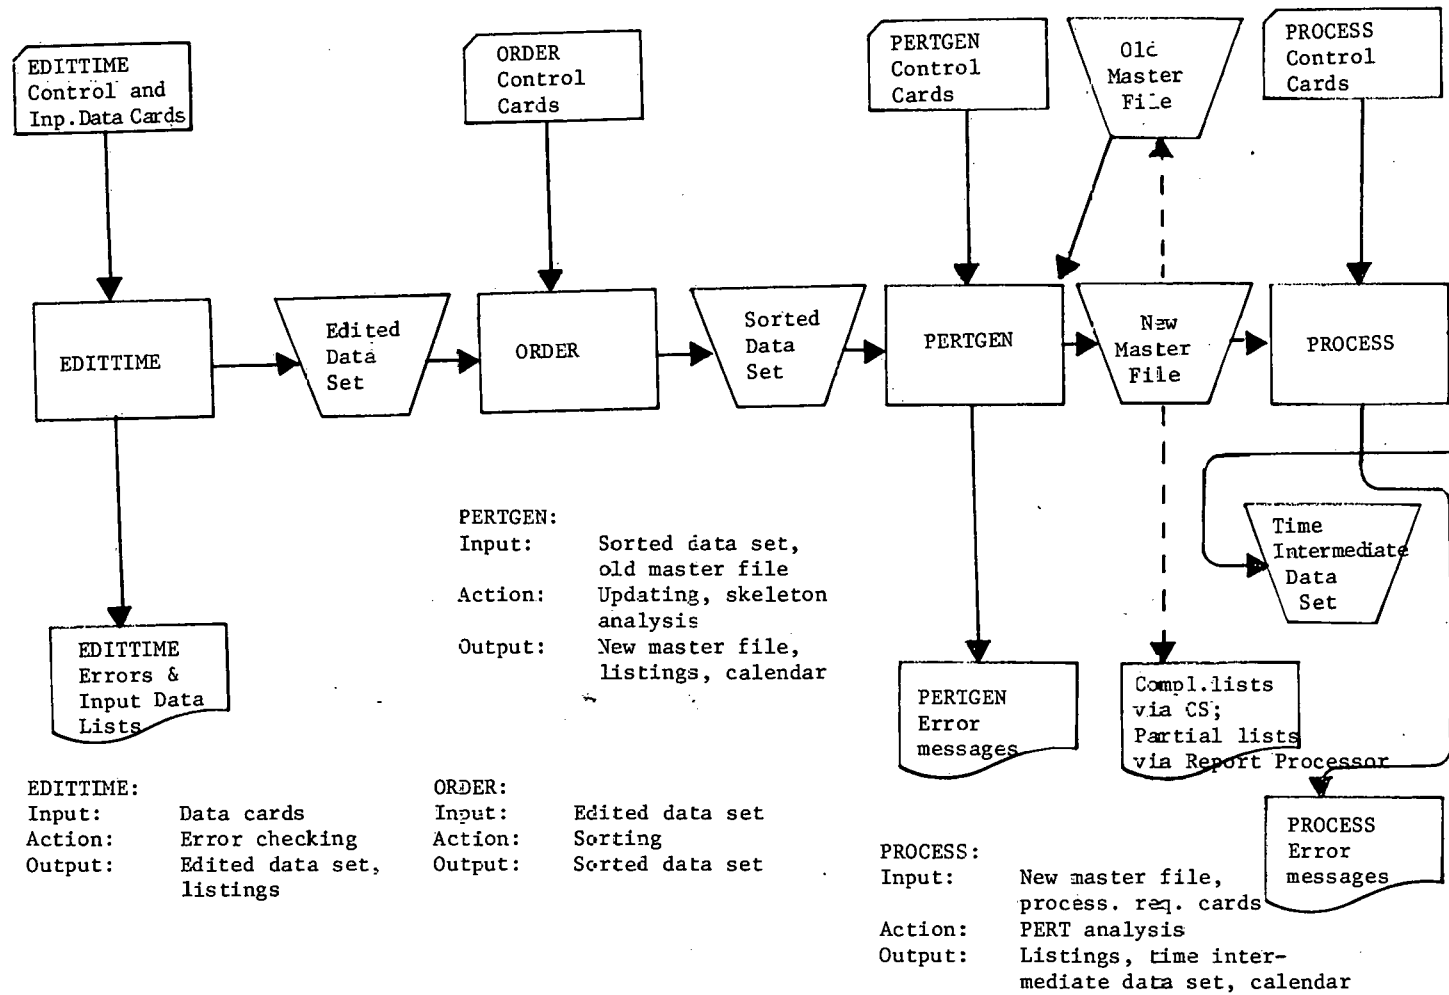 EDITTIME
Control and
Inp.Data Cards
ORDER
Control
Cards
PERTGEN
Control
Cards
Old
Master
File
PROCESS
Control
Cards
EDITTIME
Edited
Data
Set
ORDER
Sorted
Data
Set
PERTGEN
New
Master
File
PROCESS
Time
Intermediate
Data
Set
PERTGEN:
Input: Sorted data set,
old master file
Action: Updating, skeleton
analysis
Output: New master file,
listings, calendar
EDITTIME
Errors &
Input Data
Lists
PERTGEN
Error
messages
Compl.lists
via CS;
Partial lists
via Report Processor
PROCESS
Error
messages
EDITTIME:
Input: Data cards
Action: Error checking
Output: Edited data set,
listings
ORDER:
Input: Edited data set
Action: Sorting
Output: Sorted data set
PROCESS:
Input: New master file,
process. req. cards
Action: PERT analysis
Output: Listings, time inter-
mediate data set, calendar